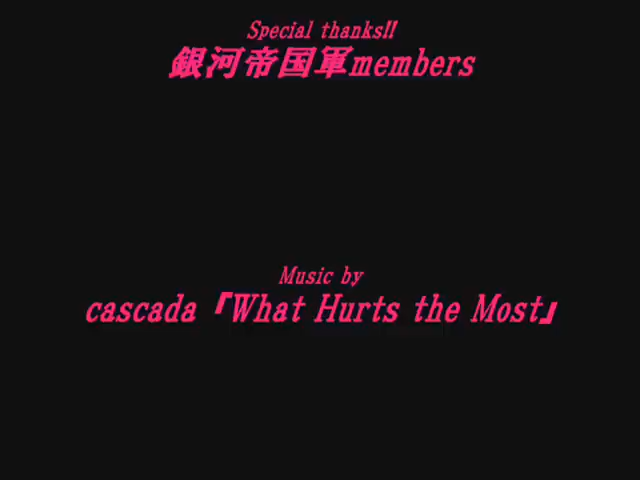 Special thanks!!
銀河帝国軍members
Music by
cascada「What Hurts the Most」